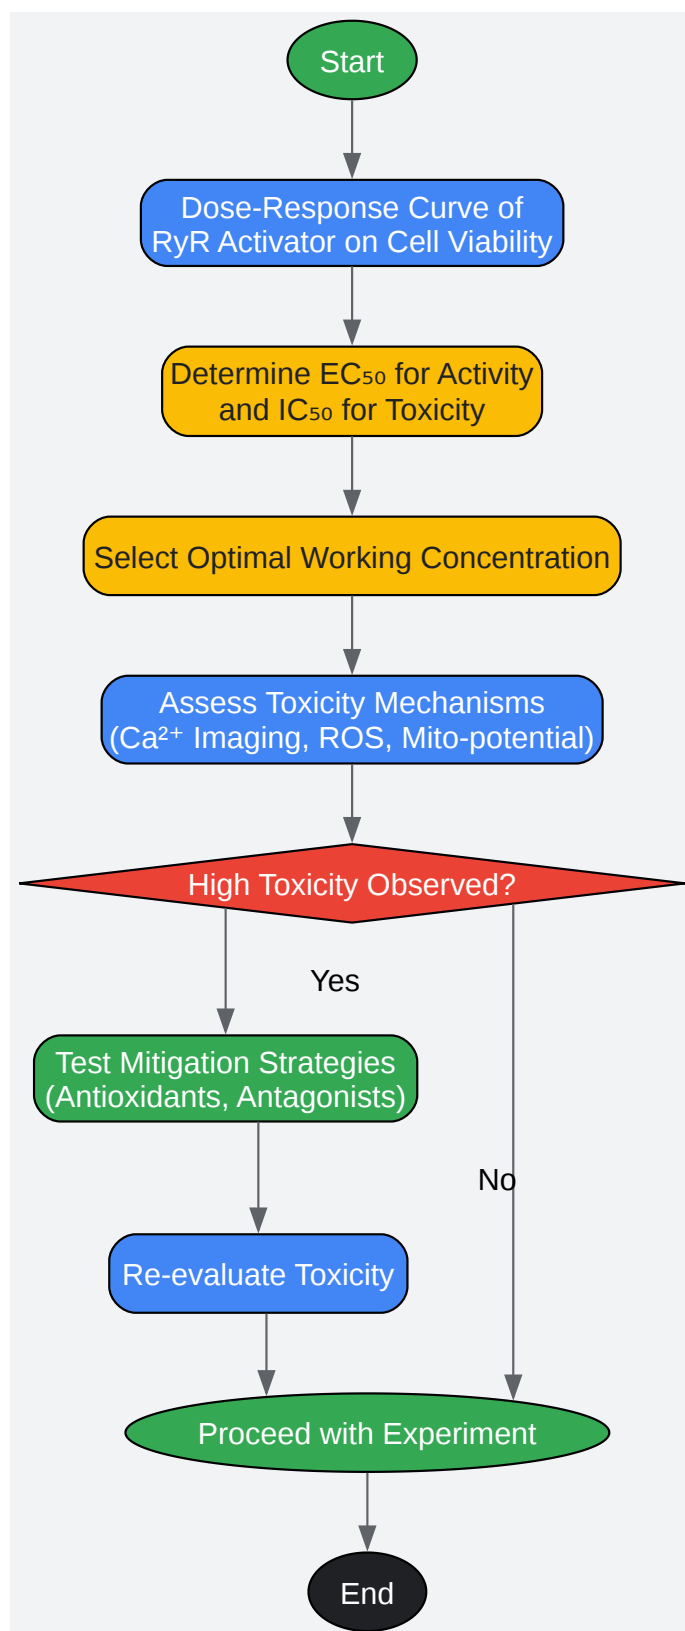 Start
Dose-Response Curve of
RyR Activator on Cell Viability
Determine EC₅₀ for Activity
and IC₅₀ for Toxicity
Select Optimal Working Concentration
Assess Toxicity Mechanisms
(Ca²⁺ Imaging, ROS, Mito-potential)
High Toxicity Observed?
Yes
Test Mitigation Strategies
(Antioxidants, Antagonists)
No
Re-evaluate Toxicity
Proceed with Experiment
End